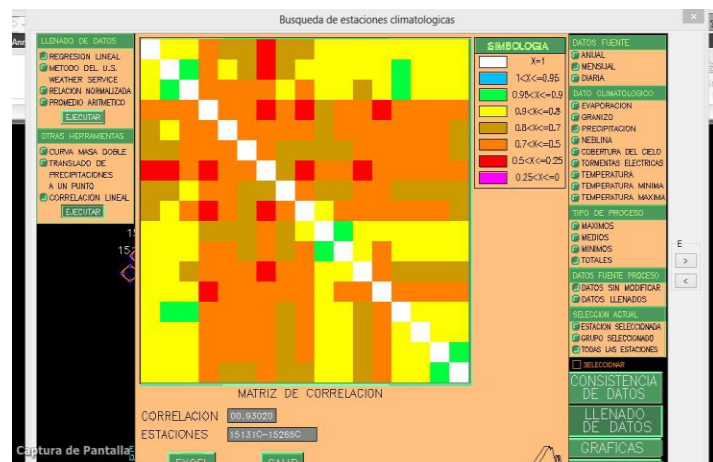 Busqueda de estaciones climatologicas
LLENADO DE DATOS
REGRESION LINEAL
METODO DEL U.S.
WEATHER SERVICE
RELACION NORMALIZADA
PROMEDIO ARITMETICO
EJECUTAR
OTRAS HERRAMIENTAS
CURVA MASA DOBLE
TRANSLADO DE
PRECIPITACIONES
A UN PUNTO
CORRELACION LINEAL
EJECUTAR
SIMBOLOGIA
X=1
1<X<=0.95
0.95<X<=0.9
0.9<X<=0.8
0.8<X<=0.7
0.7<X<=0.5
0.5<X<=0.25
0.25<X<=0
MATRIZ DE CORRELACION
CORRELACION 00.93020
ESTACIONES 15131C-15265C
EXCEL
DATOS FUENTE
ANUAL
MENSUAL
DIARIA
DATO CLIMATOLOGICO
EVAPORACION
GRANIZO
PRECIPITACION
NEBLINA
COBERTURA DEL CIELO
TORMENTAS ELECTRICAS
TEMPERATURA
TEMPERATURA MINIMA
TEMPERATURA MAXIMA
TIPO DE PROCESO
MAXIMOS
MEDIOS
MINIMOS
TOTALES
DATOS FUENTE PROCESO
DATOS SIN MODIFICAR
DATOS LLENADOS
SELECCION ACTUAL
ESTACION SELECCIONADA
GRUPO SELECCIONADO
TODAS LAS ESTACIONES
SELECCIONAR
CONSISTENCIA
DE DATOS
LLENADO
DE DATOS
GRAFICAS
E
>
<
Captura de Pantalla